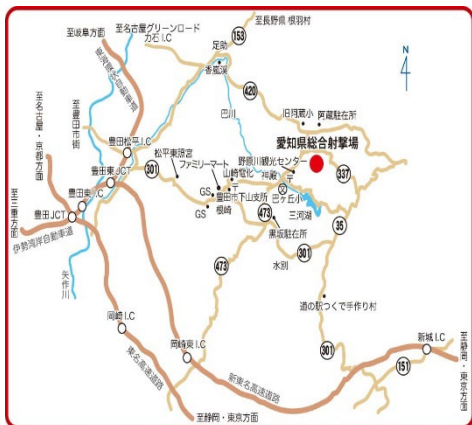 至岐阜方面
至名古屋グリーンロード
力石I.C
足助
153
至長野県 根羽村
N
香嵐渓
東海環状自動車道
420
巴川
旧阿蔵小
阿蔵駐在所
至豊田市街
至名古屋・京都方面
豊田松平I.C
愛知県総合射撃場
野原川観光センター
松平東照宮
ファミリーマート
山崎電化
神殿
〒
337
豊田東JCT
301
GS
〒
豊田市下山支所
文
巴ケ丘小
豊田東I.C
GS
根崎
三河湖
至三重方面
豊田JCT
473
黒坂駐在所
35
伊勢湾岸自動車道
301
水別
矢作川
473
道の駅つくで手作り村
岡崎I.C
岡崎東I.C
301
新城I.C
151
東名高速道路
新東名高速道路
至静岡・東京方面
至静岡・東京方面